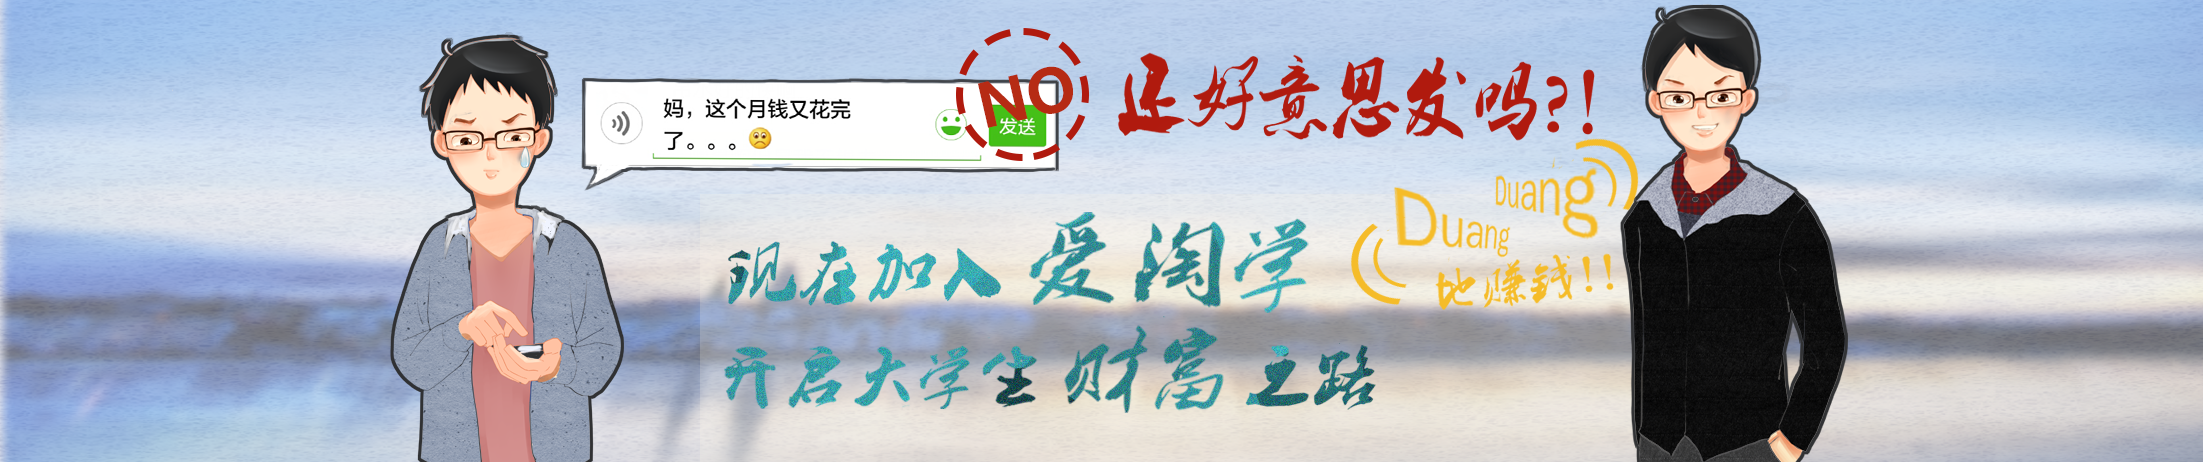 妈，这个月钱又花完
了。。。
发送
NO
还好意思发吗?!
Duang
Duang
地赚钱!!
现在加入爱淘学
开启大学生财富之路